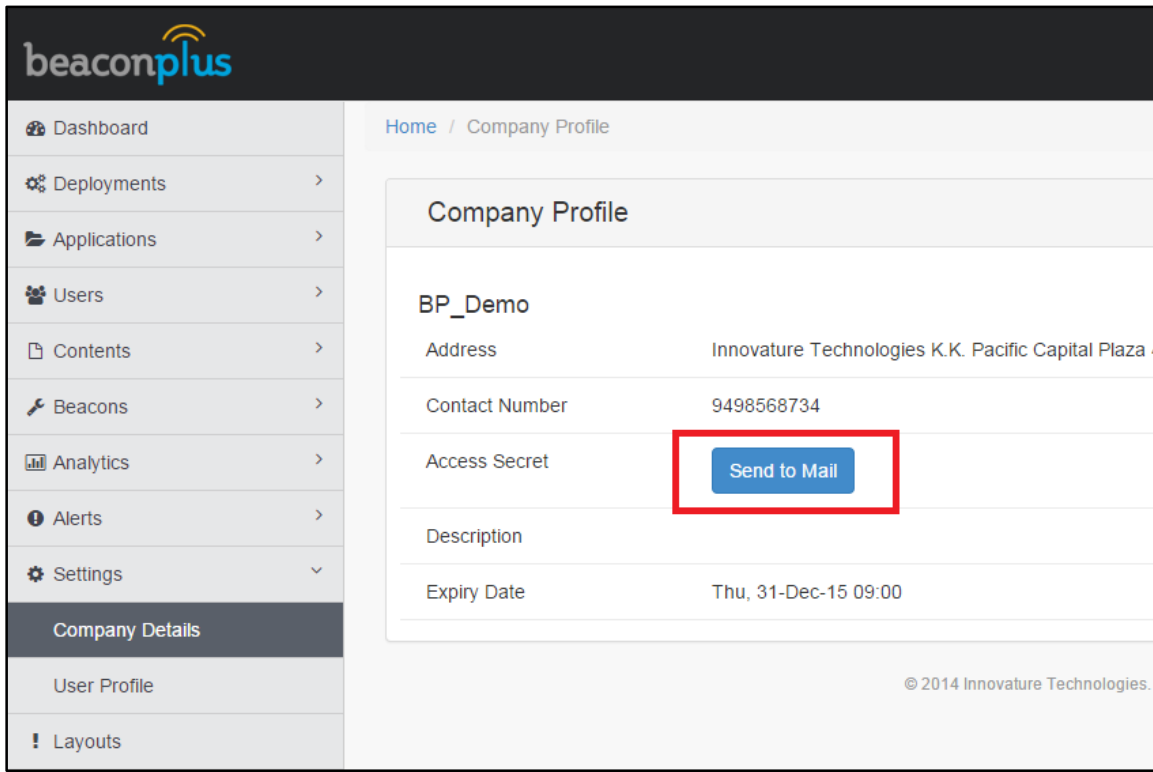 beaconplus
Dashboard
Deployments
Applications
Users
Contents
Beacons
Analytics
Alerts
Settings
Company Details
User Profile
Layouts
Home / Company Profile
Company Profile
BP_Demo
Address Innovature Technologies K.K. Pacific Capital Plaza
Contact Number 9498568734
Access Secret Send to Mail
Description
Expiry Date Thu, 31-Dec-15 09:00
© 2014 Innovature Technologies.